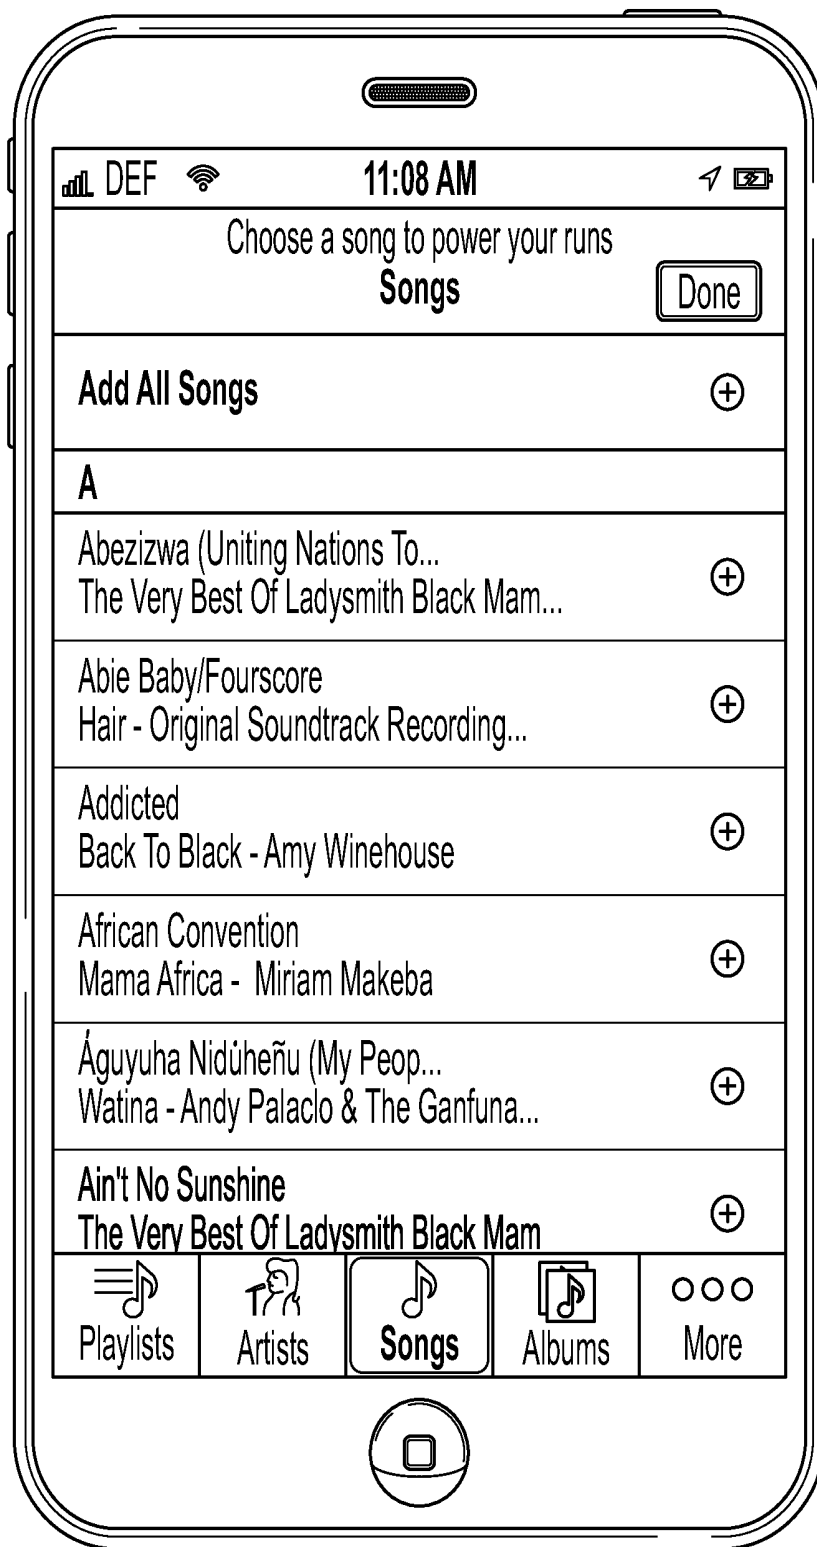 DEF 11:08 AM
Choose a song to power your runs
Songs
Done
Add All Songs
A
Abezizwa (Uniting Nations To...
The Very Best Of Ladysmith Black Mam...
Abie Baby/Fourscore
Hair - Original Soundtrack Recording...
Addicted
Back To Black - Amy Winehouse
African Convention
Mama Africa - Miriam Makeba
Águyuha Nidúheñu (My Peop...
Watina - Andy Palaclo & The Ganfuna...
Ain't No Sunshine
The Very Best Of Ladysmith Black Mam
Playlists Artists Songs Albums More